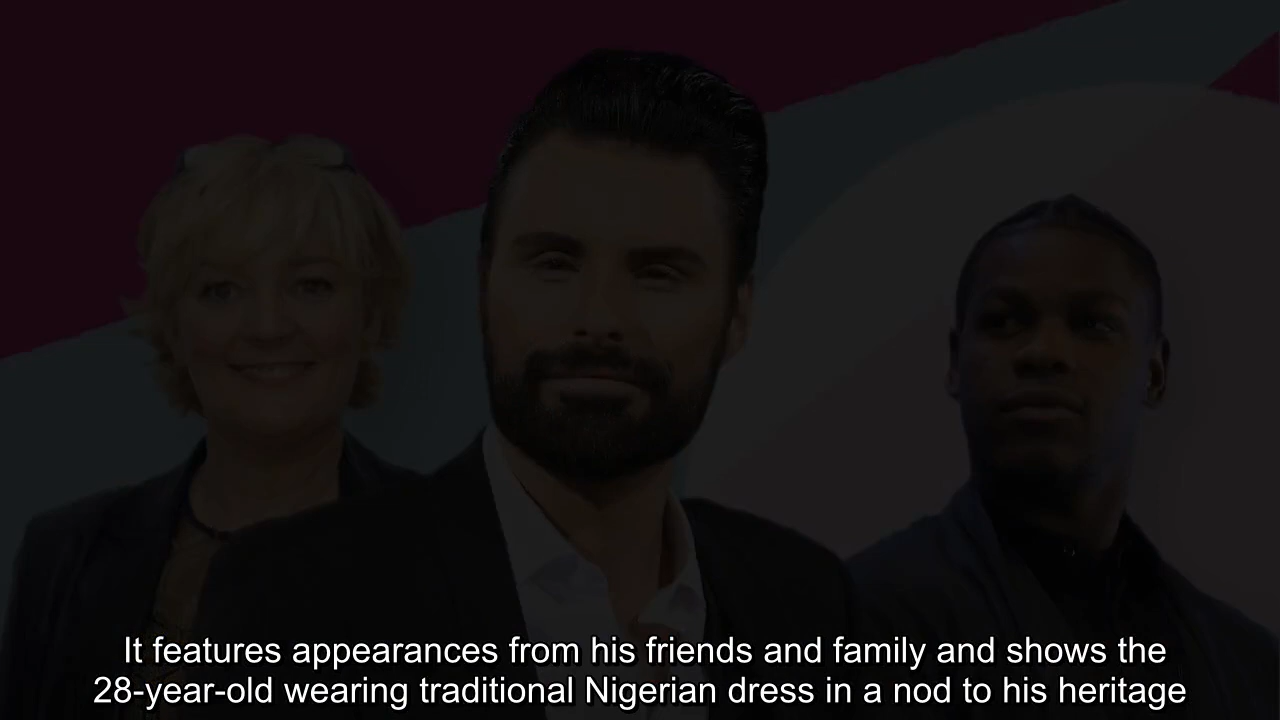 It features appearances from his friends and family and shows the
28-year-old wearing traditional Nigerian dress in a nod to his heritage